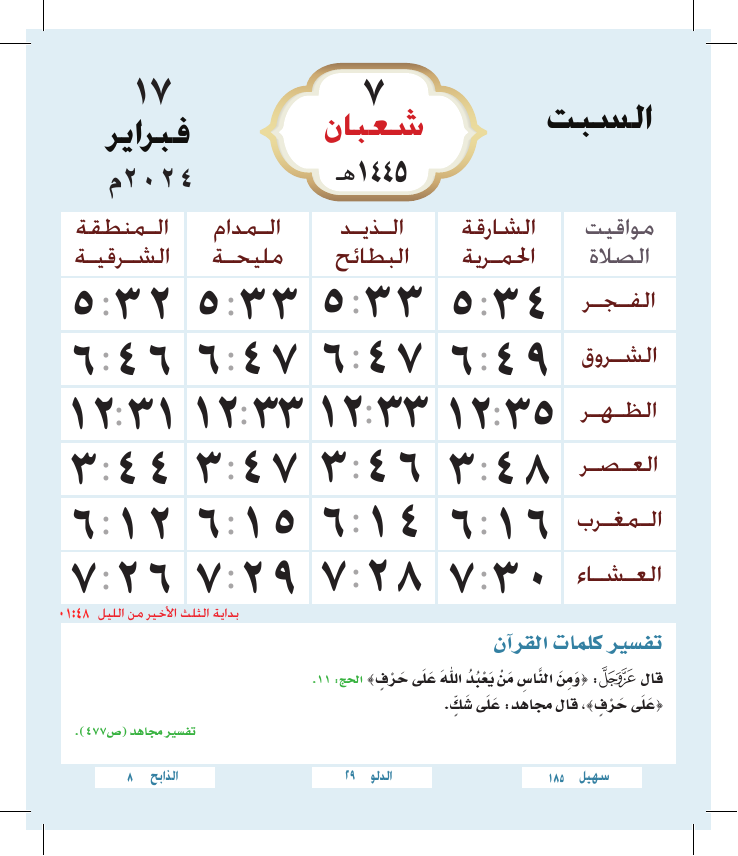 السبت
٧
شعبان
١٤٤٥هـ
١٧
فبراير
٢٠٢٤م
مواقيت الصلاة | الشارقة الحمرية | الذيد البطائح | المدام مليحة | المنطقة الشرقية
الفجر ٥:٣٤ ٥:٣٣ ٥:٣٣ ٥:٣٢
الشروق ٦:٤٩ ٦:٤٧ ٦:٤٧ ٦:٤٦
الظهر ١٢:٣٥ ١٢:٣٣ ١٢:٣٣ ١٢:٣١
العصر ٣:٤٨ ٣:٤٦ ٣:٤٧ ٣:٤٤
المغرب ٦:١٦ ٦:١٤ ٦:١٥ ٦:١٢
العشاء ٧:٣٠ ٧:٢٨ ٧:٢٩ ٧:٢٦
بداية الثلث الأخير من الليل ٠١:٤٨
تفسير كلمات القرآن
قال عَزَّوَجَلَّ: ﴿وَمِنَ النَّاسِ مَنْ يَعْبُدُ اللهَ عَلَى حَرْفٍ﴾ الحج: ١١.
﴿عَلَى حَرْفٍ﴾، قال مجاهد: عَلَى شَكٍّ.
تفسير مجاهد (ص٤٧٧).
سهيل ١٨٥
الدلو ٢٩
الذابح ٨